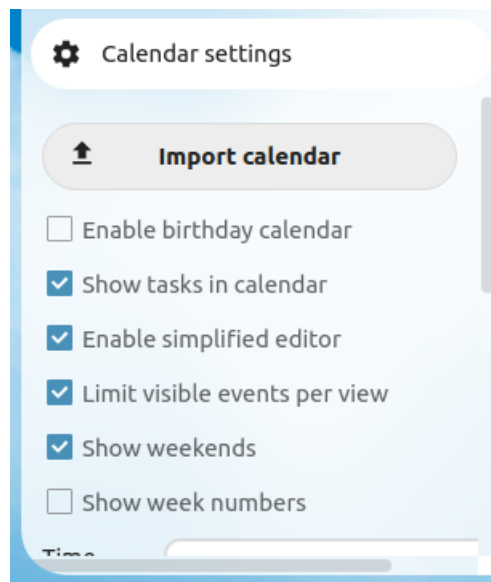 Calendar settings
Import calendar
Enable birthday calendar
Show tasks in calendar
Enable simplified editor
Limit visible events per view
Show weekends
Show week numbers
Time